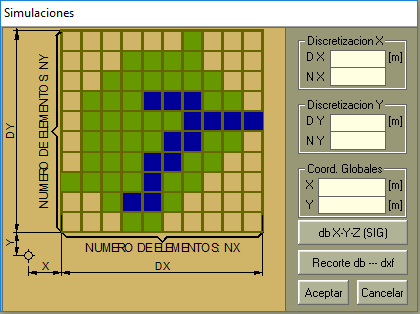 Simulaciones
DY
NUMERO DE ELEMENTOS: NY
Y
X
NUMERO DE ELEMENTOS: NX
DX
Discretizacion X
D X [m]
N X
Discretizacion Y
D Y [m]
N Y
Coord. Globales
X [m]
Y [m]
db X-Y-Z (SIG)
Recorte db --- dxf
Aceptar Cancelar